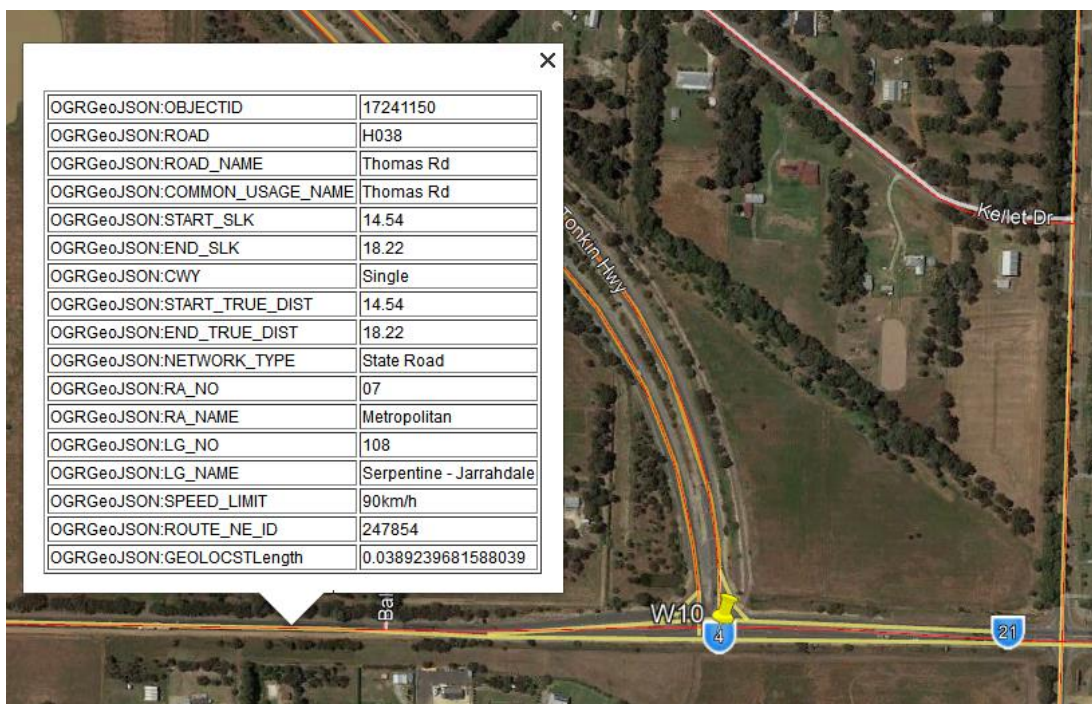 OGRGeoJSON:OBJECTID 17241150
OGRGeoJSON:ROAD H038
OGRGeoJSON:ROAD_NAME Thomas Rd
OGRGeoJSON:COMMON_USAGE_NAME Thomas Rd
OGRGeoJSON:START_SLK 14.54
OGRGeoJSON:END_SLK 18.22
OGRGeoJSON:CWY Single
OGRGeoJSON:START_TRUE_DIST 14.54
OGRGeoJSON:END_TRUE_DIST 18.22
OGRGeoJSON:NETWORK_TYPE State Road
OGRGeoJSON:RA_NO 07
OGRGeoJSON:RA_NAME Metropolitan
OGRGeoJSON:LG_NO 108
OGRGeoJSON:LG_NAME Serpentine - Jarrahdale
OGRGeoJSON:SPEED_LIMIT 90km/h
OGRGeoJSON:ROUTE_NE_ID 247854
OGRGeoJSON:GEOLOCSTLength 0.0389239681588039
Kellet Dr
Tonkin Hwy
W10
4
21